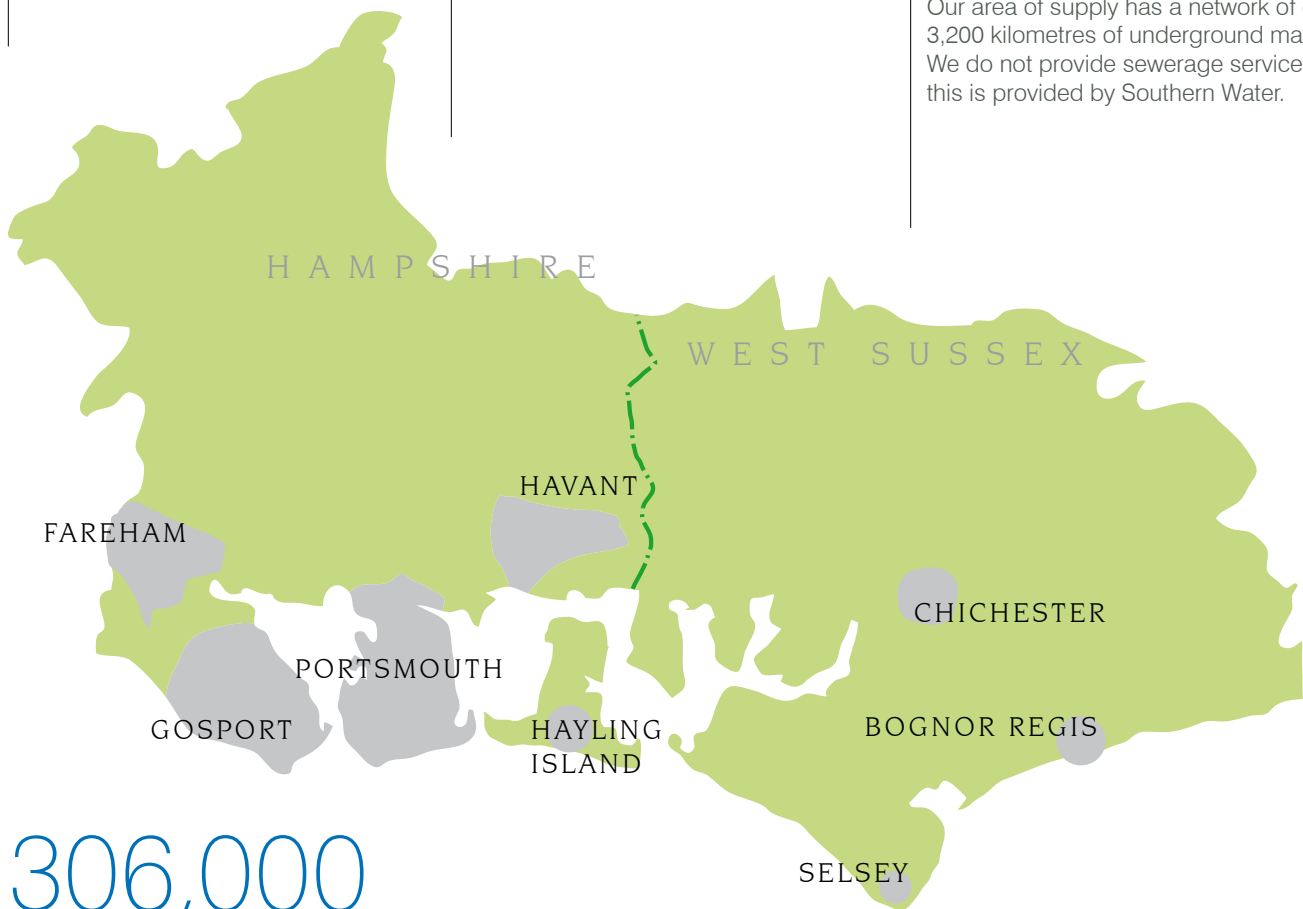 Our area of supply has a network of
3,200 kilometres of underground
We do not provide sewerage
this is provided by Southern Water.
HAMPSHIRE
WEST SUSSEX
HAVANT
FAREHAM
CHICHESTER
PORTSMOUTH
GOSPORT
HAYLING
ISLAND
BOGNOR REGIS
SELSEY
306,000